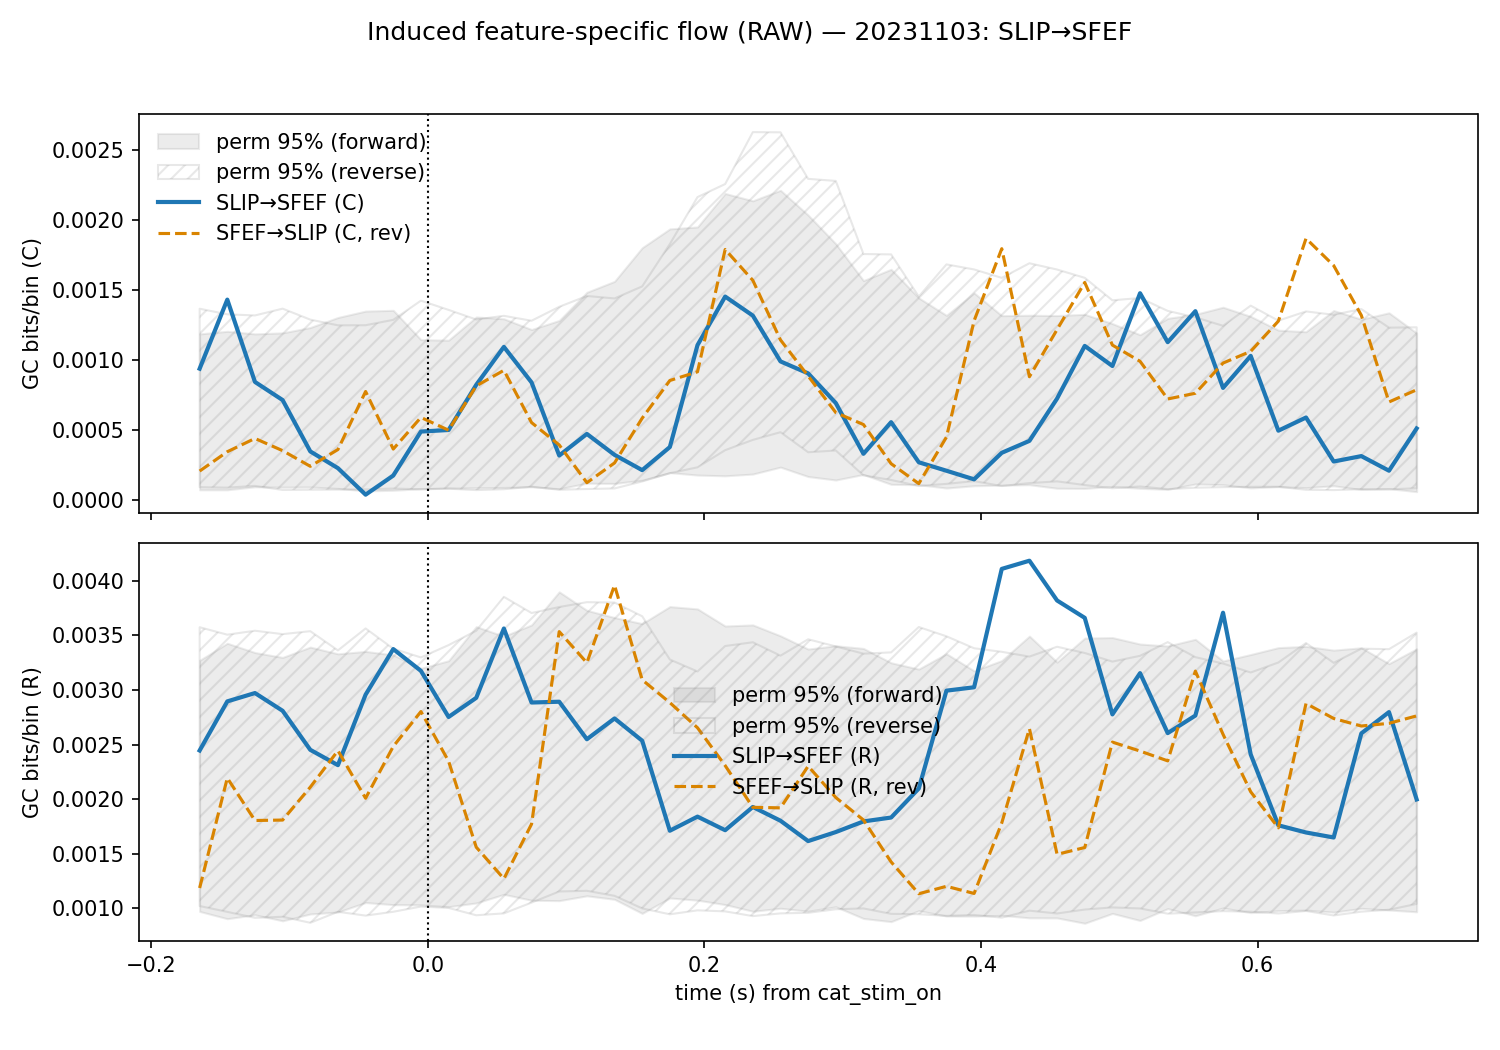 Induced feature-specific flow (RAW) — 20231103: SLIP→SFEF
GC bits/bin (C)
0.0025
0.0020
0.0015
0.0010
0.0005
0.0000
perm 95% (forward)
perm 95% (reverse)
SLIP→SFEF (C)
SFEF→SLIP (C, rev)
GC bits/bin (R)
0.0040
0.0035
0.0030
0.0025
0.0020
0.0015
0.0010
perm 95% (forward)
perm 95% (reverse)
SLIP→SFEF (R)
SFEF→SLIP (R, rev)
−0.2
0.0
0.2
0.4
0.6
time (s) from cat_stim_on